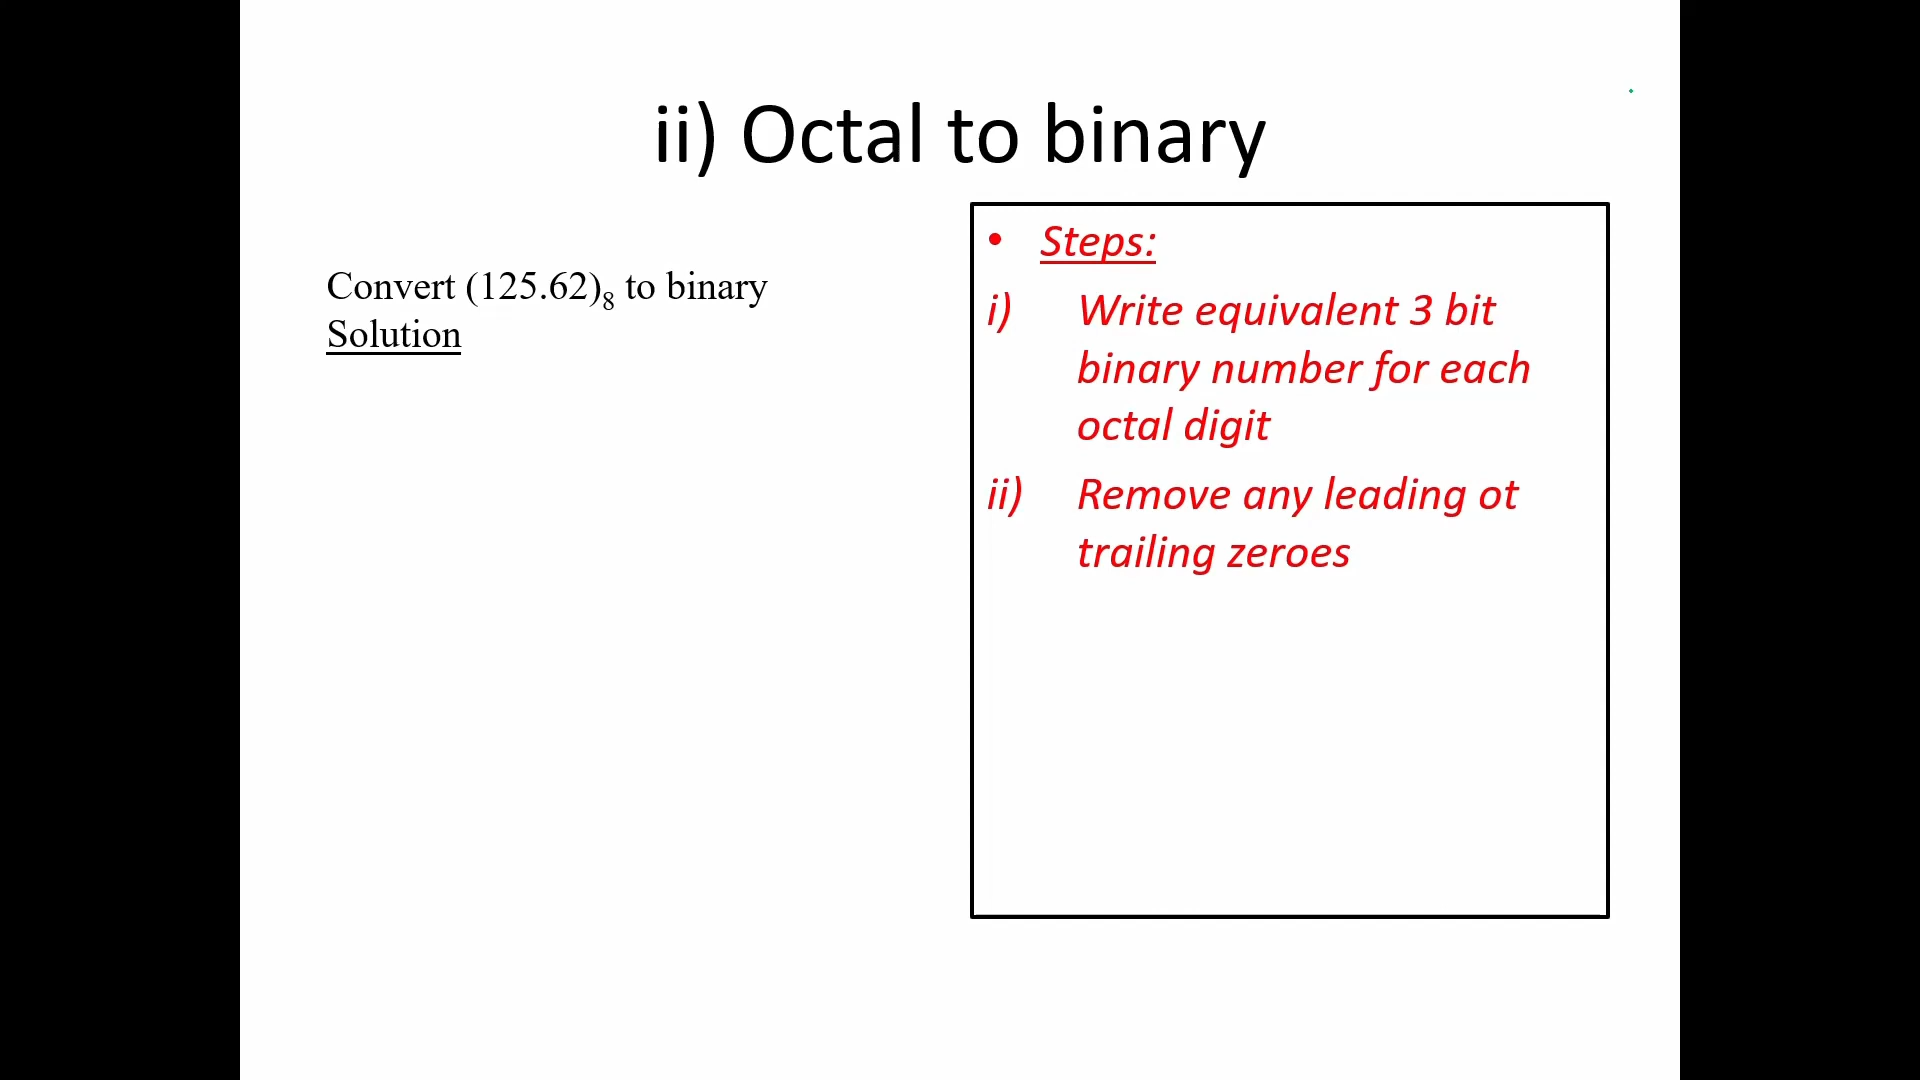 ii) Octal to binary
Convert (125.62)₈ to binary
Solution
• Steps:
i) Write equivalent 3 bit
binary number for each
octal digit
ii) Remove any leading ot
trailing zeroes